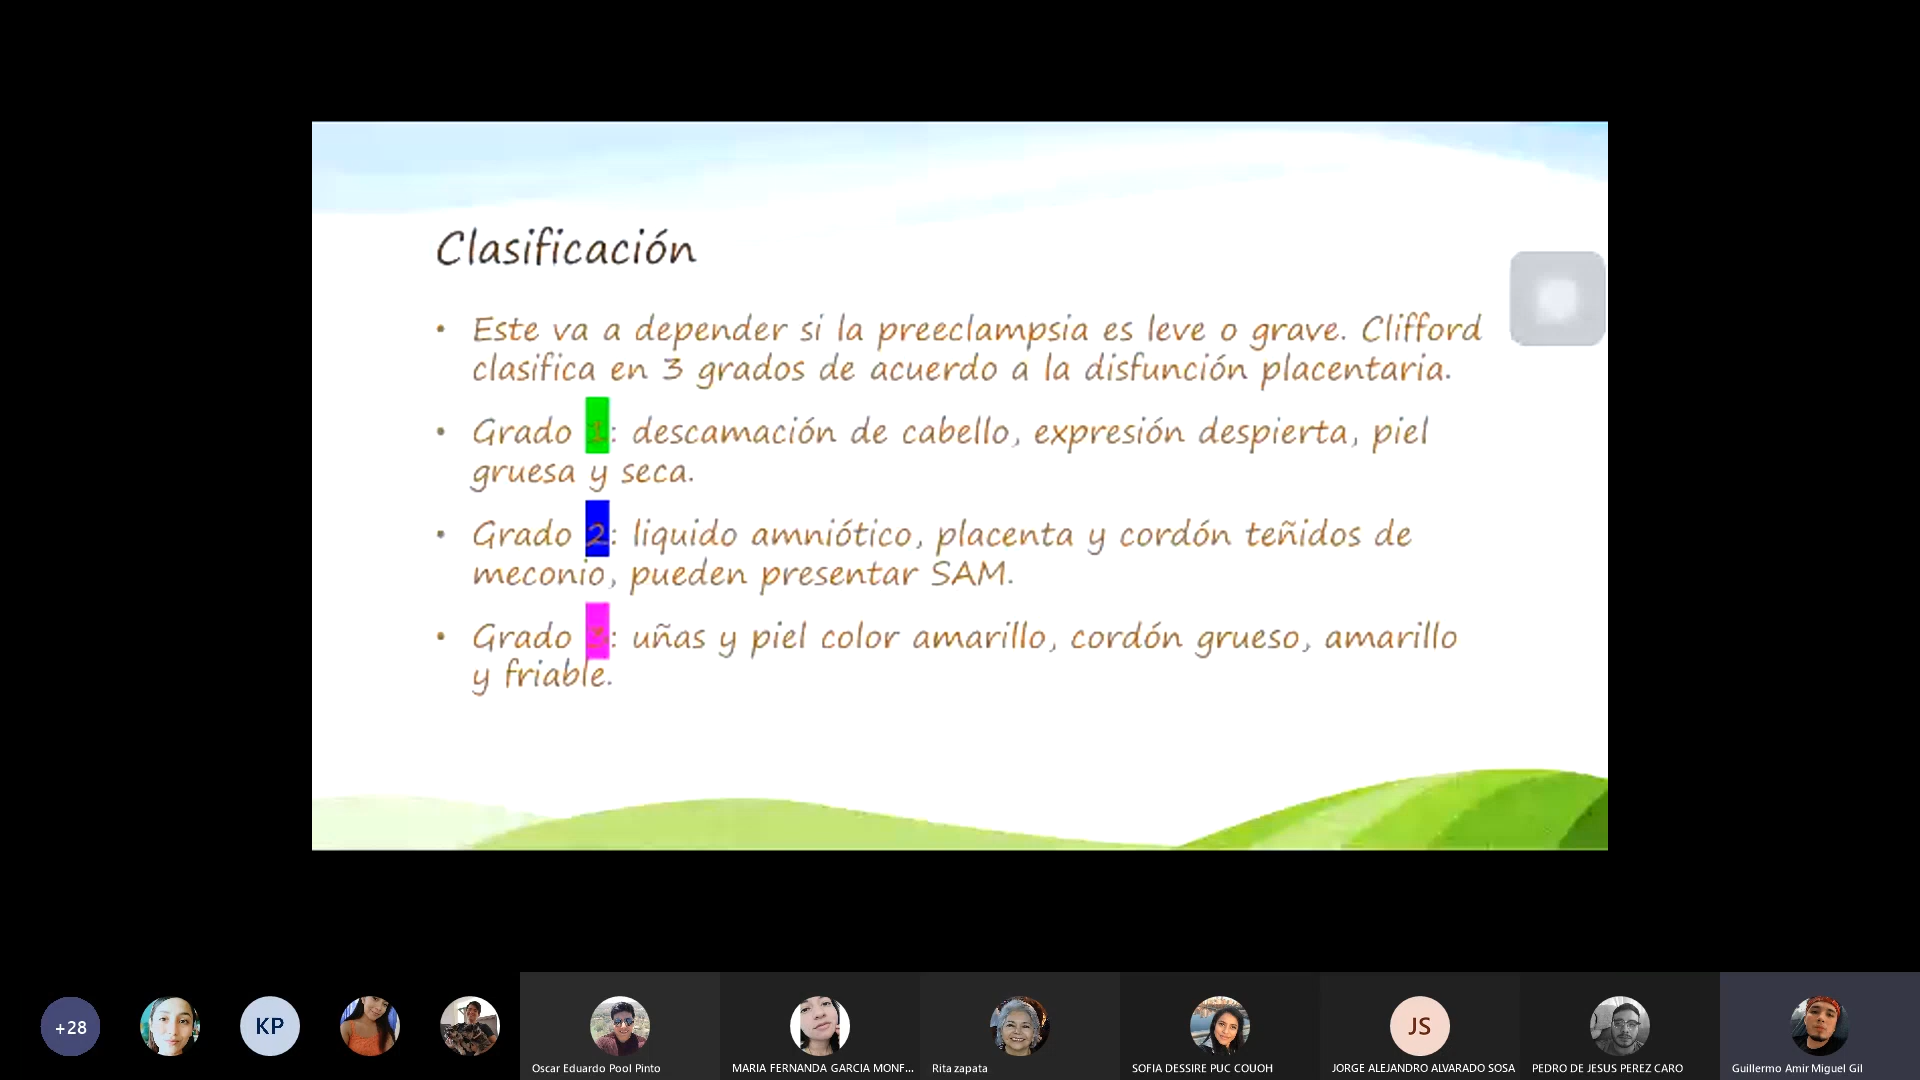 Clasificación
• Este va a depender si la preeclampsia es leve o grave. Clifford
clasifica en 3 grados de acuerdo a la disfunción placentaria.
• Grado 1: descamación de cabello, expresión despierta, piel
gruesa y seca.
• Grado 2: liquido amniótico, placenta y cordón teñidos de
meconio, pueden presentar SAM.
• Grado 3: uñas y piel color amarillo, cordón grueso, amarillo
y friable.
+28
KP
JS
Oscar Eduardo Pool Pinto
MARIA FERNANDA GARCIA MONF...
Rita zapata
SOFIA DESSIRE PUC COUOH
JORGE ALEJANDRO ALVARADO SOSA
PEDRO DE JESUS PEREZ CARO
Guillermo Amir Miguel Gil